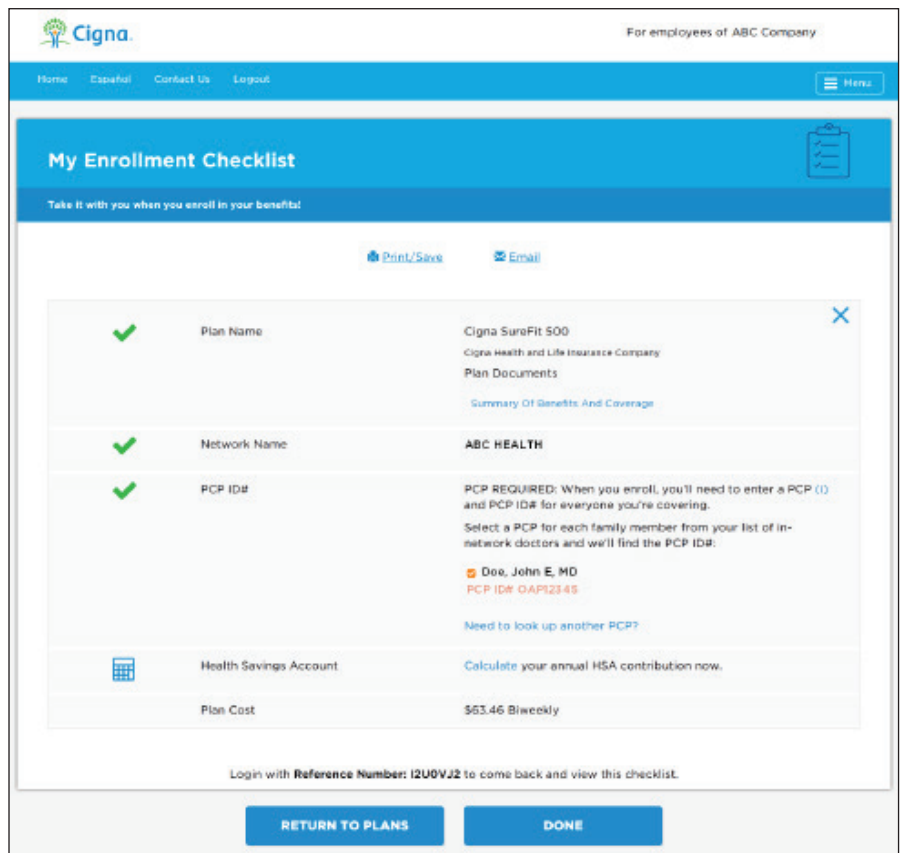 Cigna.
For employees of ABC Company
Home Español Contact Us Logout
Menu
My Enrollment Checklist
Take it with you when you enroll in your benefits!
Print/Save Email
Plan Name
Cigna SureFit 500
Cigna Health and Life Insurance Company
Plan Documents
Summary Of Benefits And Coverage
Network Name
ABC HEALTH
PCP ID#
PCP REQUIRED: When you enroll, you'll need to enter a PCP (i)
and PCP ID# for everyone you're covering.
Select a PCP for each family member from your list of in-
network doctors and we'll find the PCP ID#:
Doe, John E, MD
PCP ID# OAP12345
Need to look up another PCP?
Health Savings Account
Calculate your annual HSA contribution now.
Plan Cost
$63.46 Biweekly
Login with Reference Number: I2U0VJ2 to come back and view this checklist.
RETURN TO PLANS
DONE